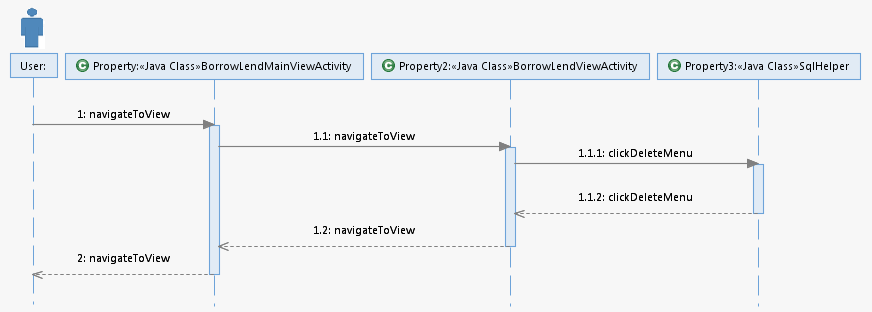 User:
C Property:«Java Class»BorrowLendMainViewActivity
C Property2:«Java Class»BorrowLendViewActivity
C Property3:«Java Class»SqlHelper
1: navigateToView
1.1: navigateToView
1.1.1: clickDeleteMenu
1.1.2: clickDeleteMenu
1.2: navigateToView
2: navigateToView